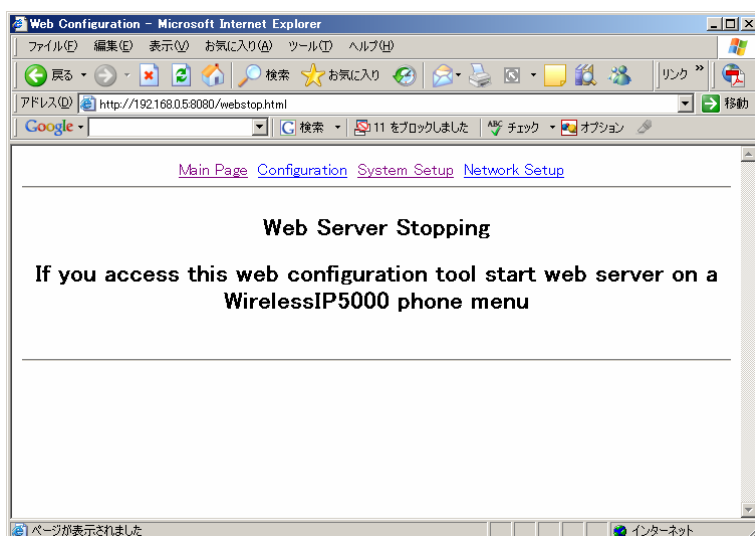 Web Configuration - Microsoft Internet Explorer
ファイル(F) 編集(E) 表示(V) お気に入り(A) ツール(T) ヘルプ(H)
戻る 検索 お気に入り リンク »
アドレス(D) http://192.168.0.5:8080/webstop.html 移動
Google 検索 11 をブロックしました ABC チェック オプション
Main Page Configuration System Setup Network Setup
Web Server Stopping
If you access this web configuration tool start web server on a
WirelessIP5000 phone menu
ページが表示されました インターネット